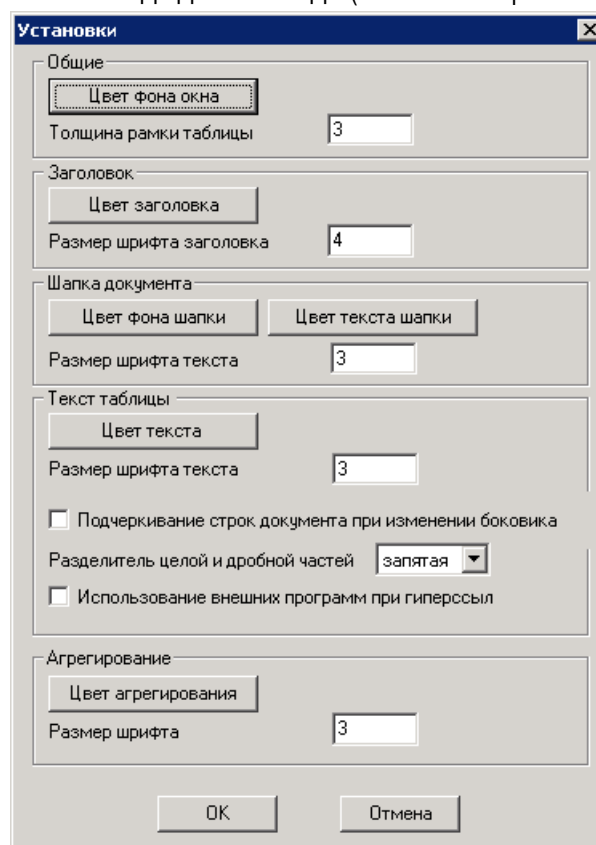 Установки
Общие
Цвет фона окна
Толщина рамки таблицы 3
Заголовок
Цвет заголовка
Размер шрифта заголовка 4
Шапка документа
Цвет фона шапки Цвет текста шапки
Размер шрифта текста 3
Текст таблицы
Цвет текста
Размер шрифта текста 3
Подчеркивание строк документа при изменении боковика
Разделитель целой и дробной частей запятая
Использование внешних программ при гиперссыл
Агрегирование
Цвет агрегирования
Размер шрифта 3
OK Отмена